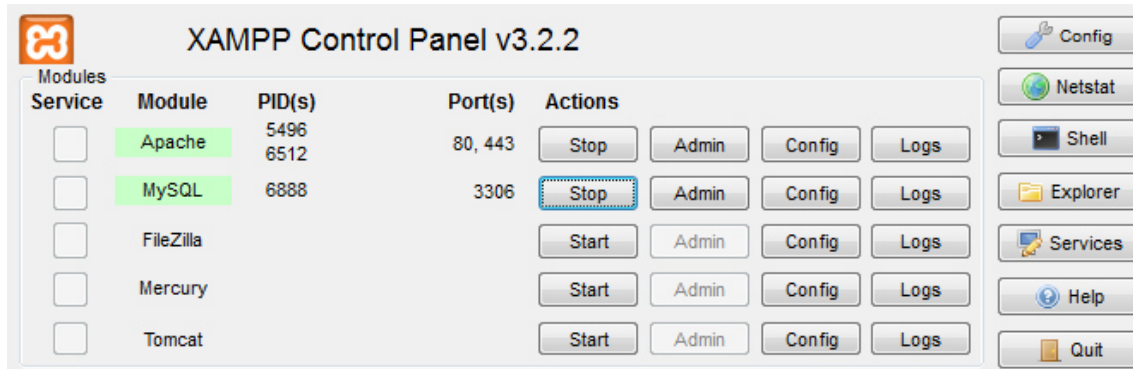 XAMPP Control Panel v3.2.2
Modules
Service Module PID(s) Port(s) Actions
Apache 5496 6512 80, 443 Stop Admin Config Logs
MySQL 6888 3306 Stop Admin Config Logs
FileZilla Start Admin Config Logs
Mercury Start Admin Config Logs
Tomcat Start Admin Config Logs
Config
Netstat
Shell
Explorer
Services
Help
Quit